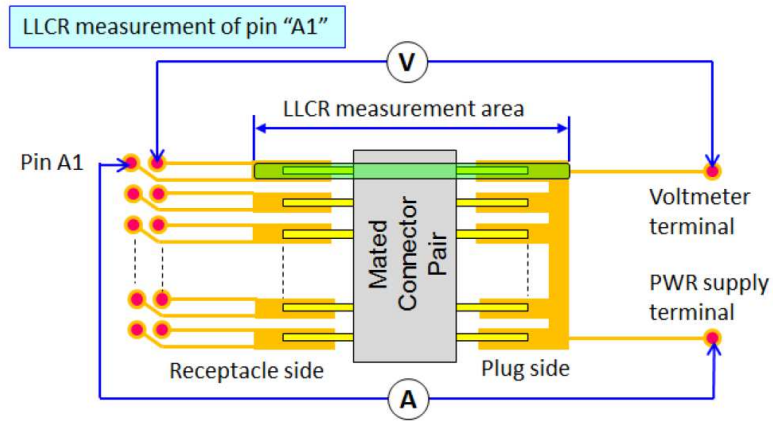 LLCR measurement of pin “A1”
V
LLCR measurement area
Pin A1
Mated
Connector
Pair
Voltmeter
terminal
PWR supply
terminal
Receptacle side
Plug side
A